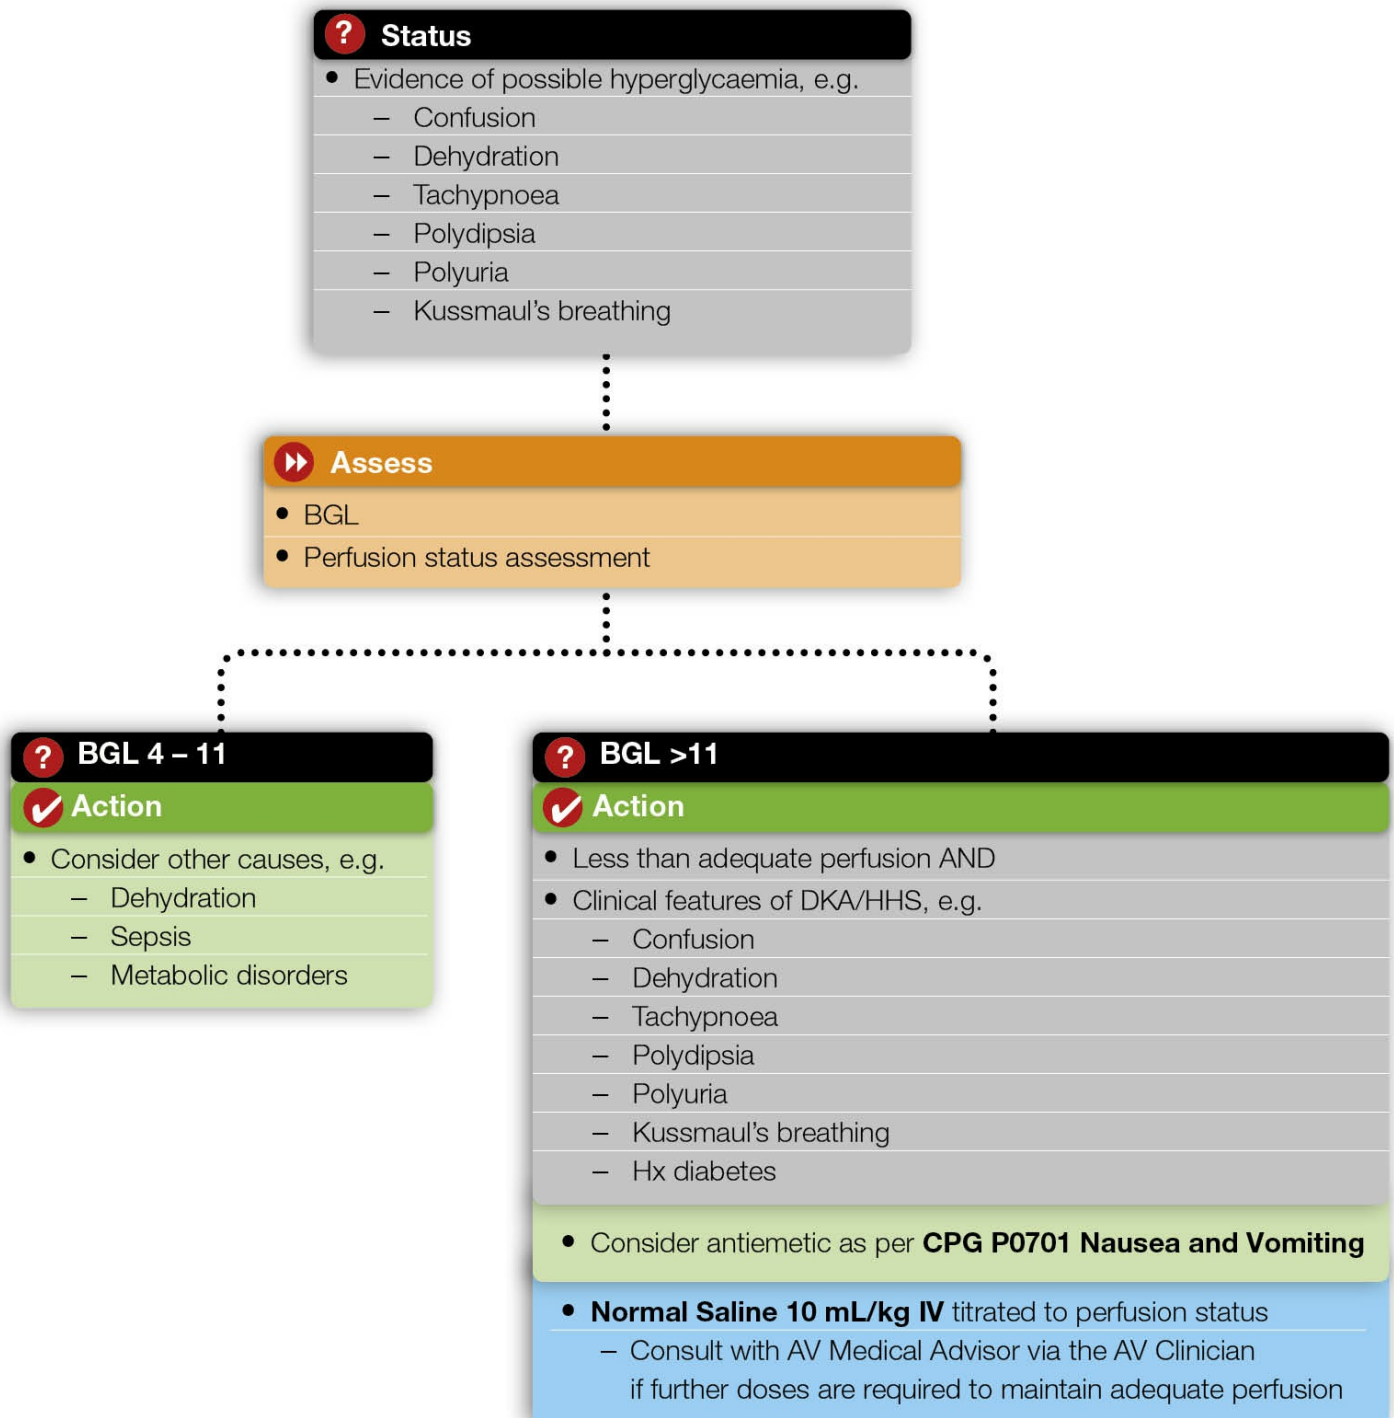 ? Status
• Evidence of possible hyperglycaemia, e.g.
– Confusion
– Dehydration
– Tachypnoea
– Polydipsia
– Polyuria
– Kussmaul's breathing
Assess
• BGL
• Perfusion status assessment
? BGL 4 – 11
Action
• Consider other causes, e.g.
– Dehydration
– Sepsis
– Metabolic disorders
? BGL >11
Action
• Less than adequate perfusion AND
• Clinical features of DKA/HHS, e.g.
– Confusion
– Dehydration
– Tachypnoea
– Polydipsia
– Polyuria
– Kussmaul's breathing
– Hx diabetes
• Consider antiemetic as per CPG P0701 Nausea and Vomiting
• Normal Saline 10 mL/kg IV titrated to perfusion status
– Consult with AV Medical Advisor via the AV Clinician
if further doses are required to maintain adequate perfusion